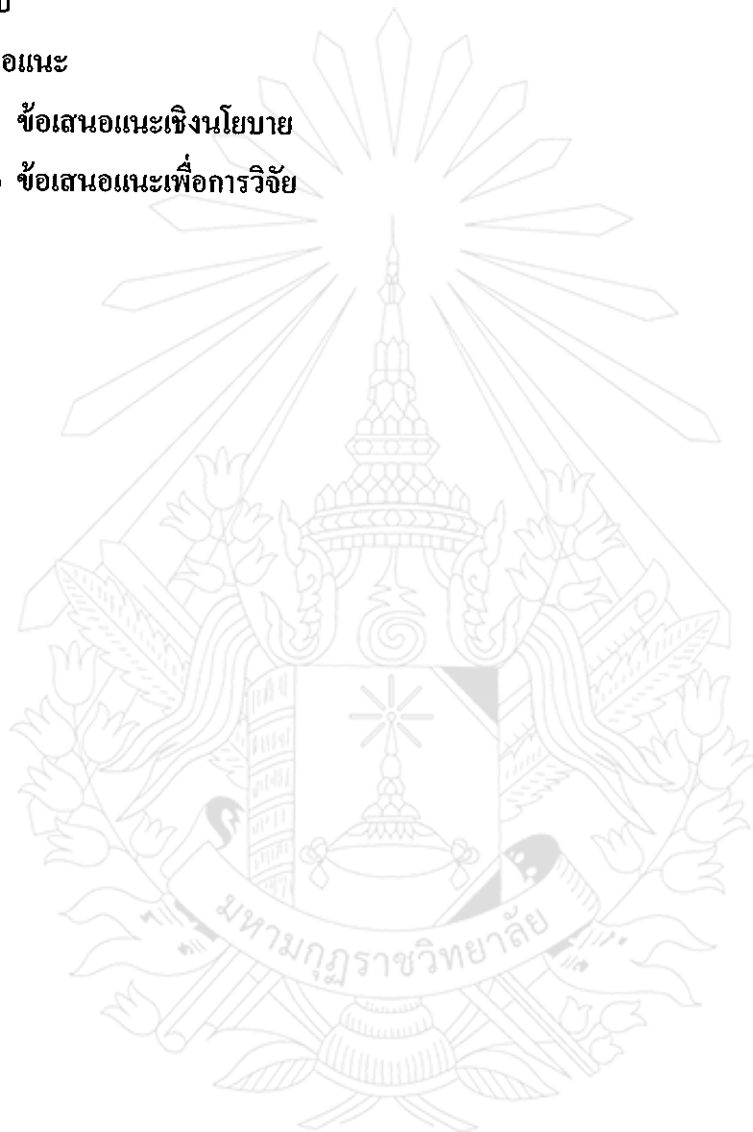 อแนะ
ข้อเสนอแนะเชิงนโยบาย
ข้อเสนอแนะเพื่อการวิจัย
มหามกุฏราชวิทยาลัย